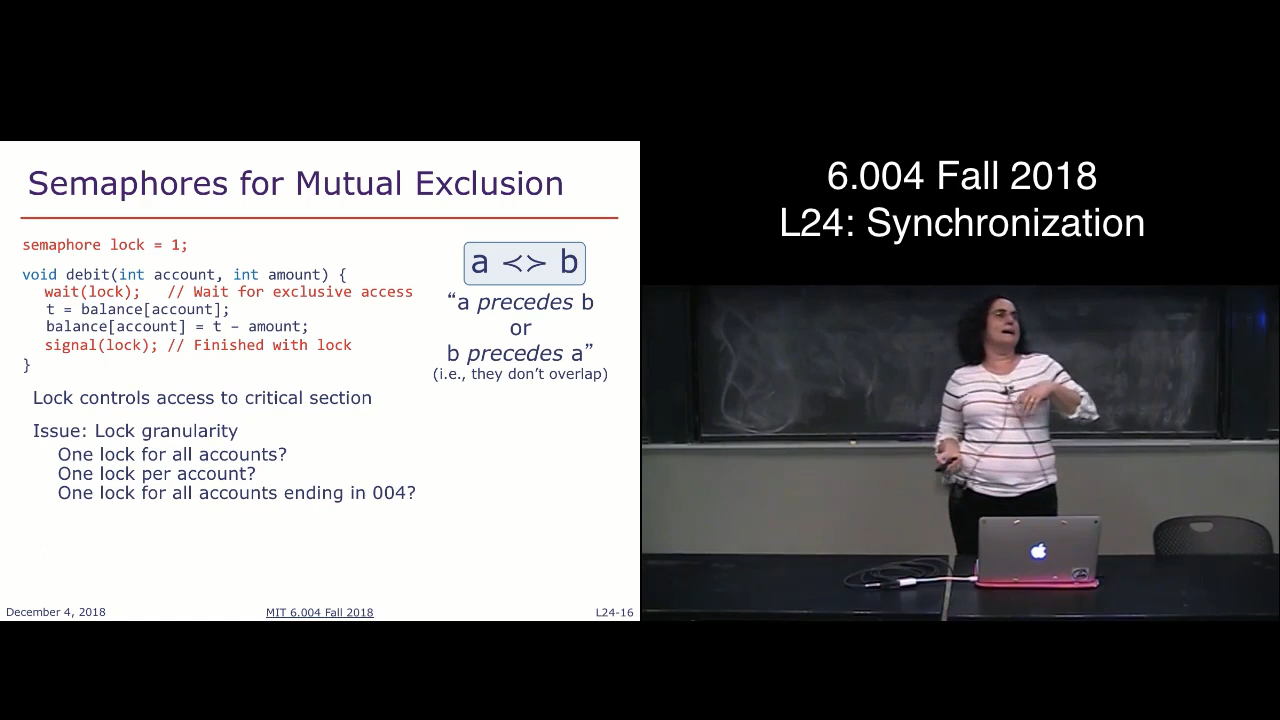 Semaphores for Mutual Exclusion
semaphore lock = 1;
void debit(int account, int amount) {
wait(lock);   // Wait for exclusive access
t = balance[account];
balance[account] = t – amount;
signal(lock); // Finished with lock
}
a ≺≻ b
“a precedes b
or
b precedes a”
(i.e., they don’t overlap)
Lock controls access to critical section
Issue: Lock granularity
One lock for all accounts?
One lock per account?
One lock for all accounts ending in 004?
December 4, 2018
MIT 6.004 Fall 2018
L24-16
6.004 Fall 2018
L24: Synchronization